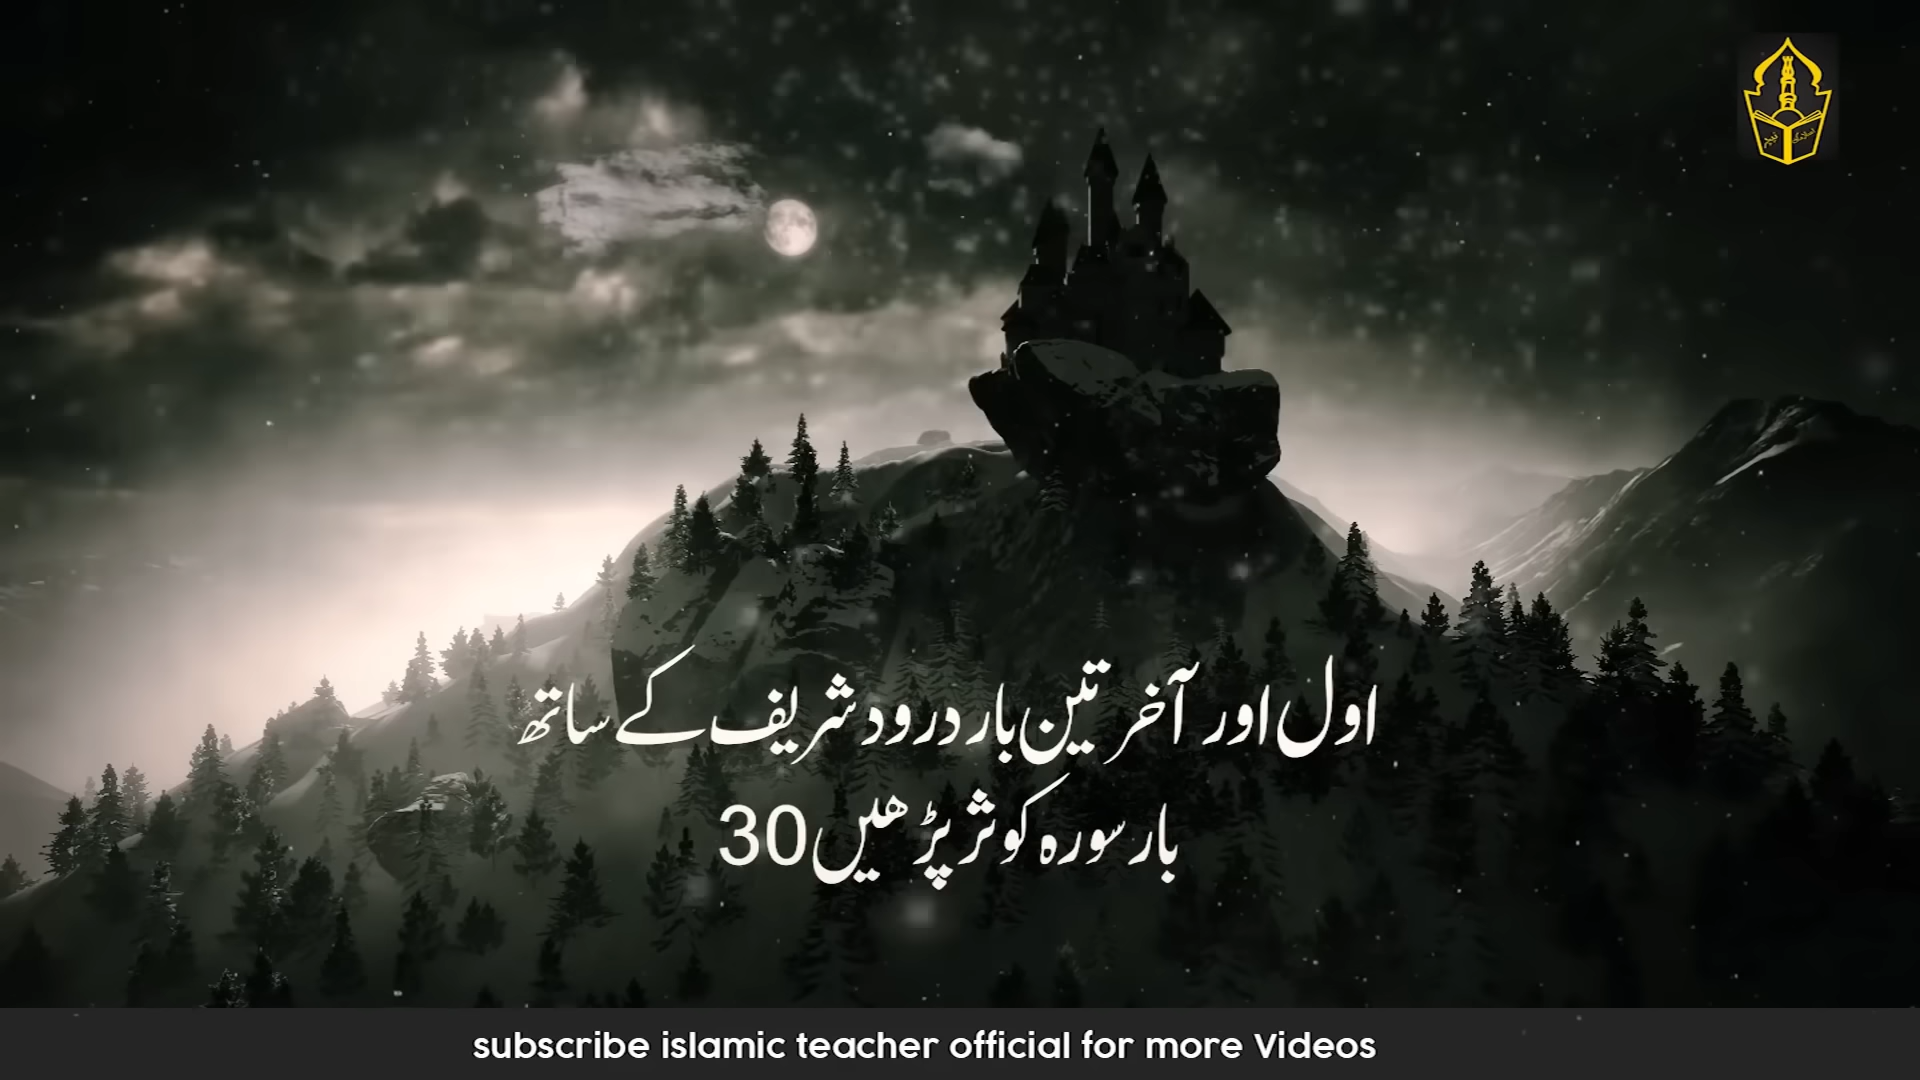 اول اور آخر تین بار درود شریف کے ساتھ
بار سورہ کوثر پڑھیں 30
subscribe islamic teacher official for more Videos